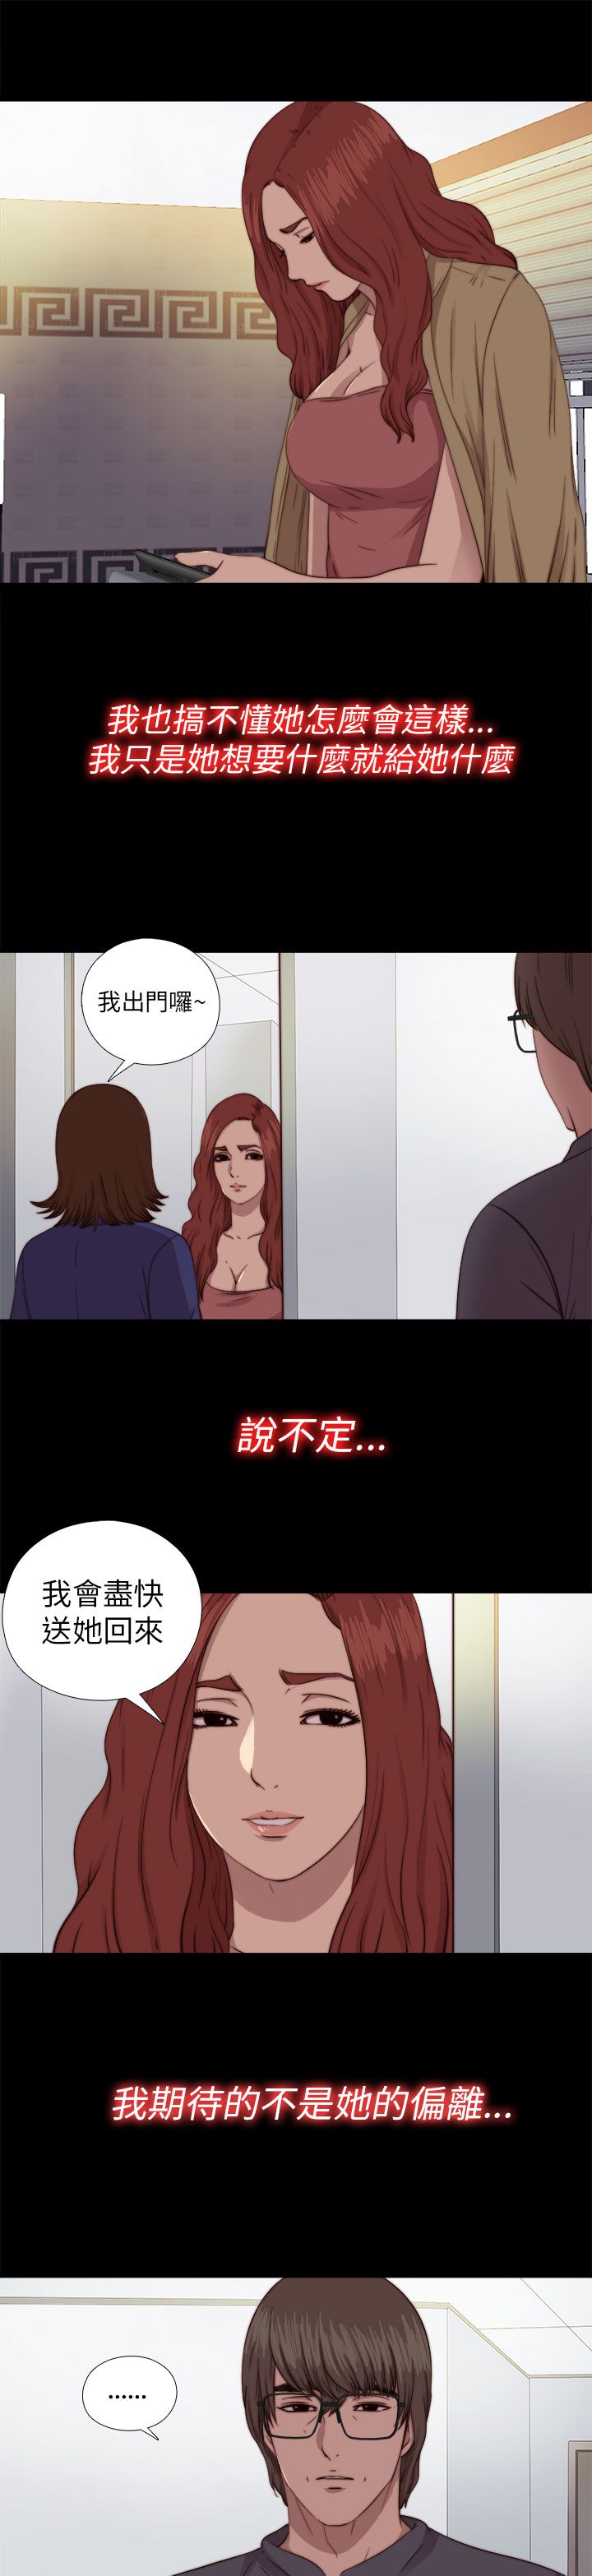 我也搞不懂她怎麼會這樣...
我只是她想要什麼就給她什麼
我出門囉~
說不定...
我會盡快
送她回來
我期待的不是她的偏離...
......